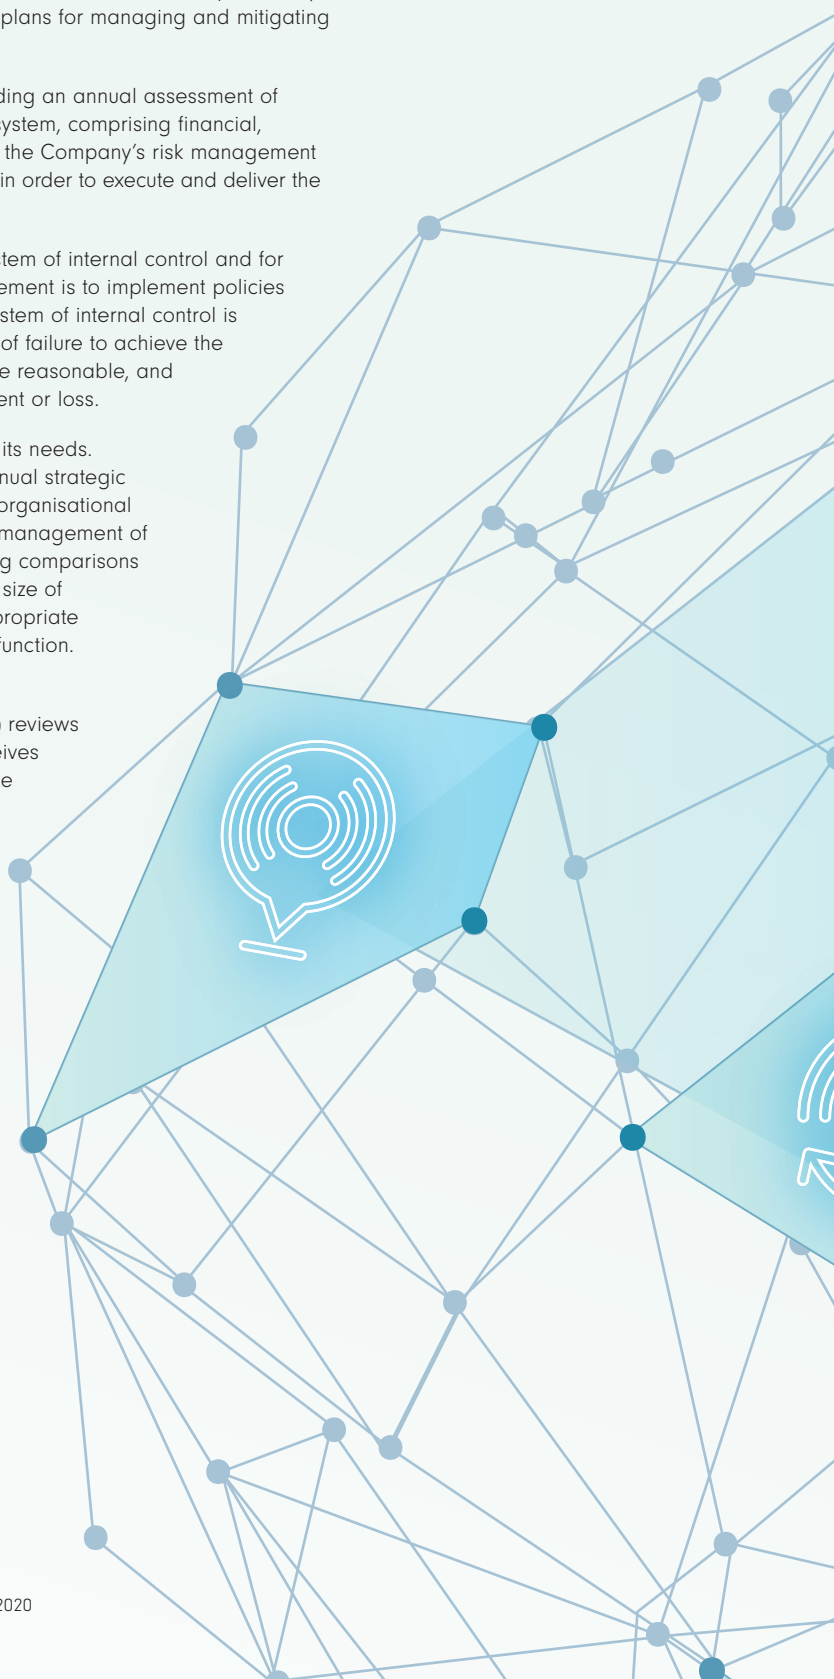 plans for managing and mitigating
ding an annual assessment of
system, comprising financial,
the Company's risk management
in order to execute and deliver the
stem of internal control and for
ement is to implement policies
stem of internal control is
of failure to achieve the
e reasonable, and
ent or loss.
its needs.
nual strategic
organisational
management of
g comparisons
size of
propriate
function.
reviews
eives
e
2020